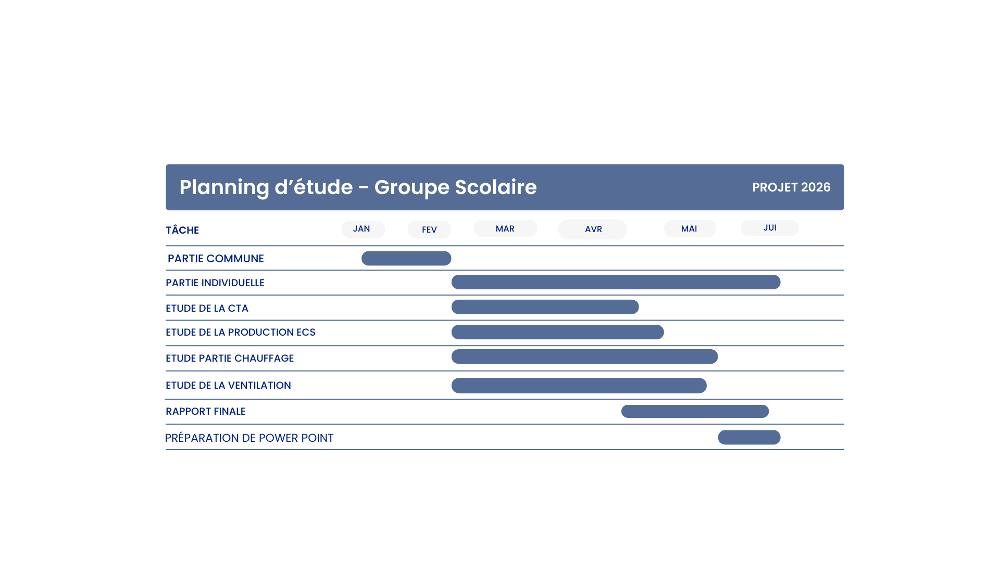 Planning d’étude - Groupe Scolaire PROJET 2026
TÂCHE JAN FEV MAR AVR MAI JUI
PARTIE COMMUNE
PARTIE INDIVIDUELLE
ETUDE DE LA CTA
ETUDE DE LA PRODUCTION ECS
ETUDE PARTIE CHAUFFAGE
ETUDE DE LA VENTILATION
RAPPORT FINALE
PRÉPARATION DE POWER POINT